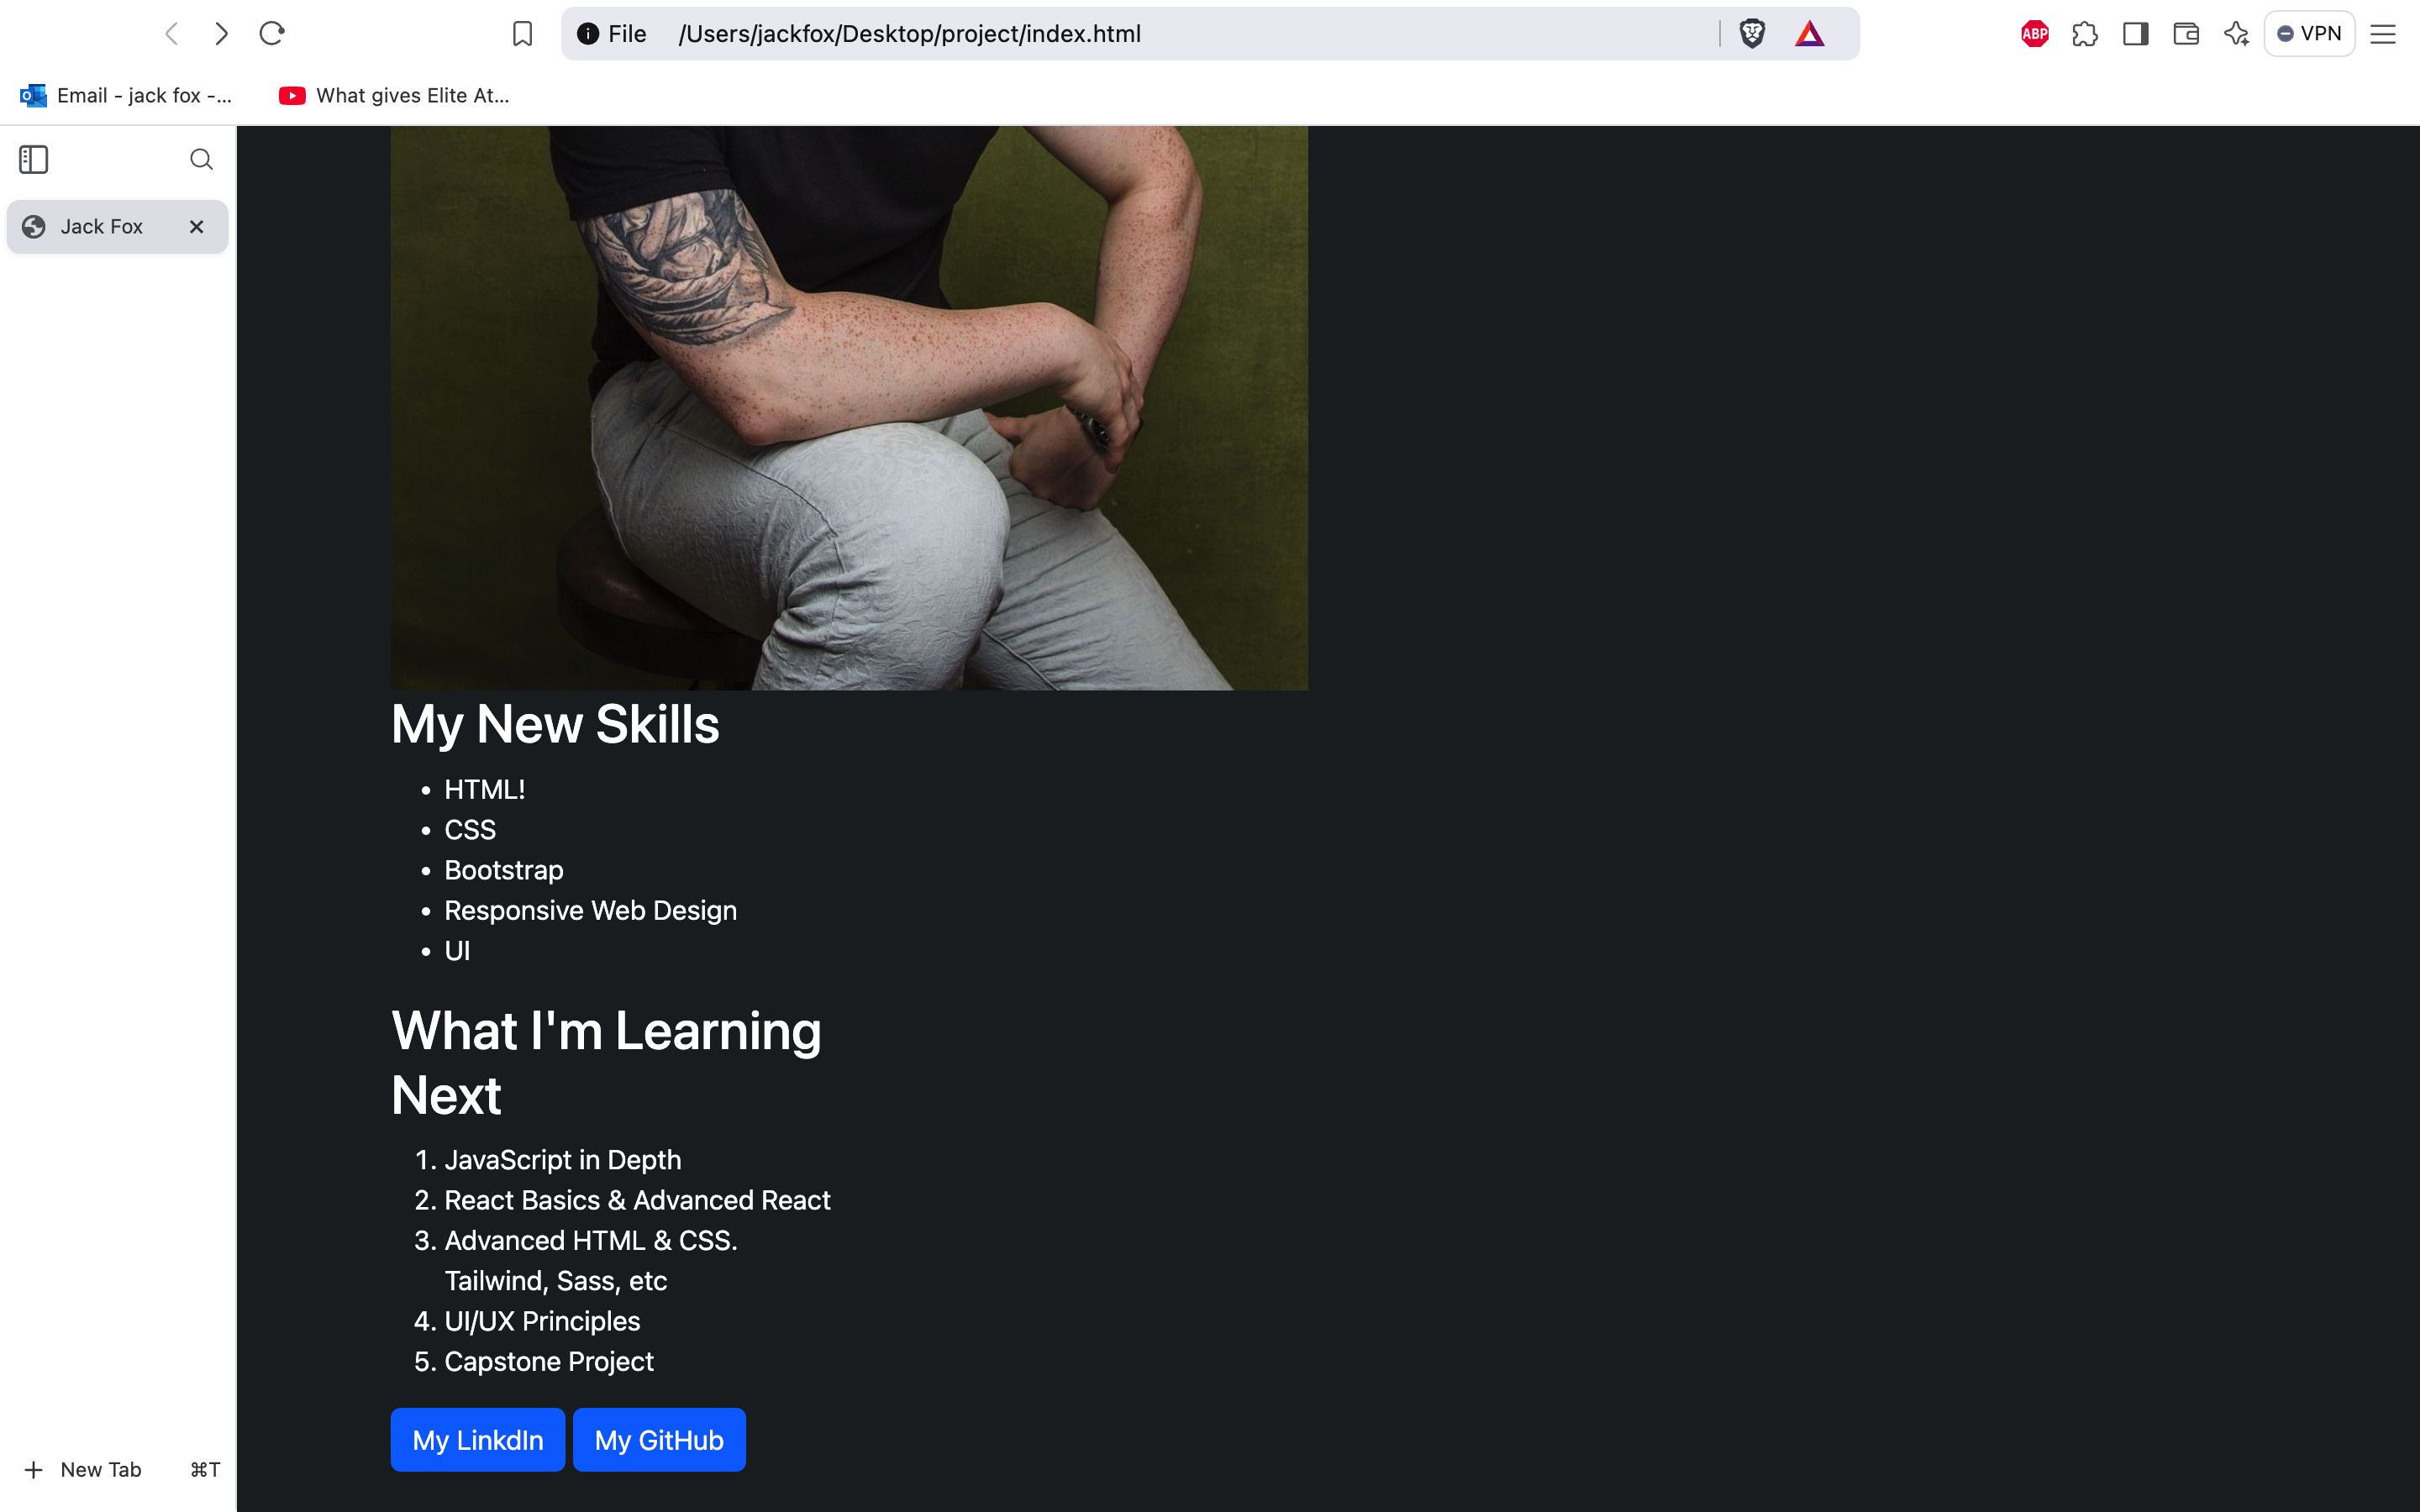 File /Users/jackfox/Desktop/project/index.html
ABP
VPN
Email - jack fox -...
What gives Elite At...
Jack Fox
My New Skills
• HTML!
• CSS
• Bootstrap
• Responsive Web Design
• UI
What I'm Learning
Next
1. JavaScript in Depth
2. React Basics & Advanced React
3. Advanced HTML & CSS.
Tailwind, Sass, etc
4. UI/UX Principles
5. Capstone Project
My LinkdIn
My GitHub
New Tab ⌘T